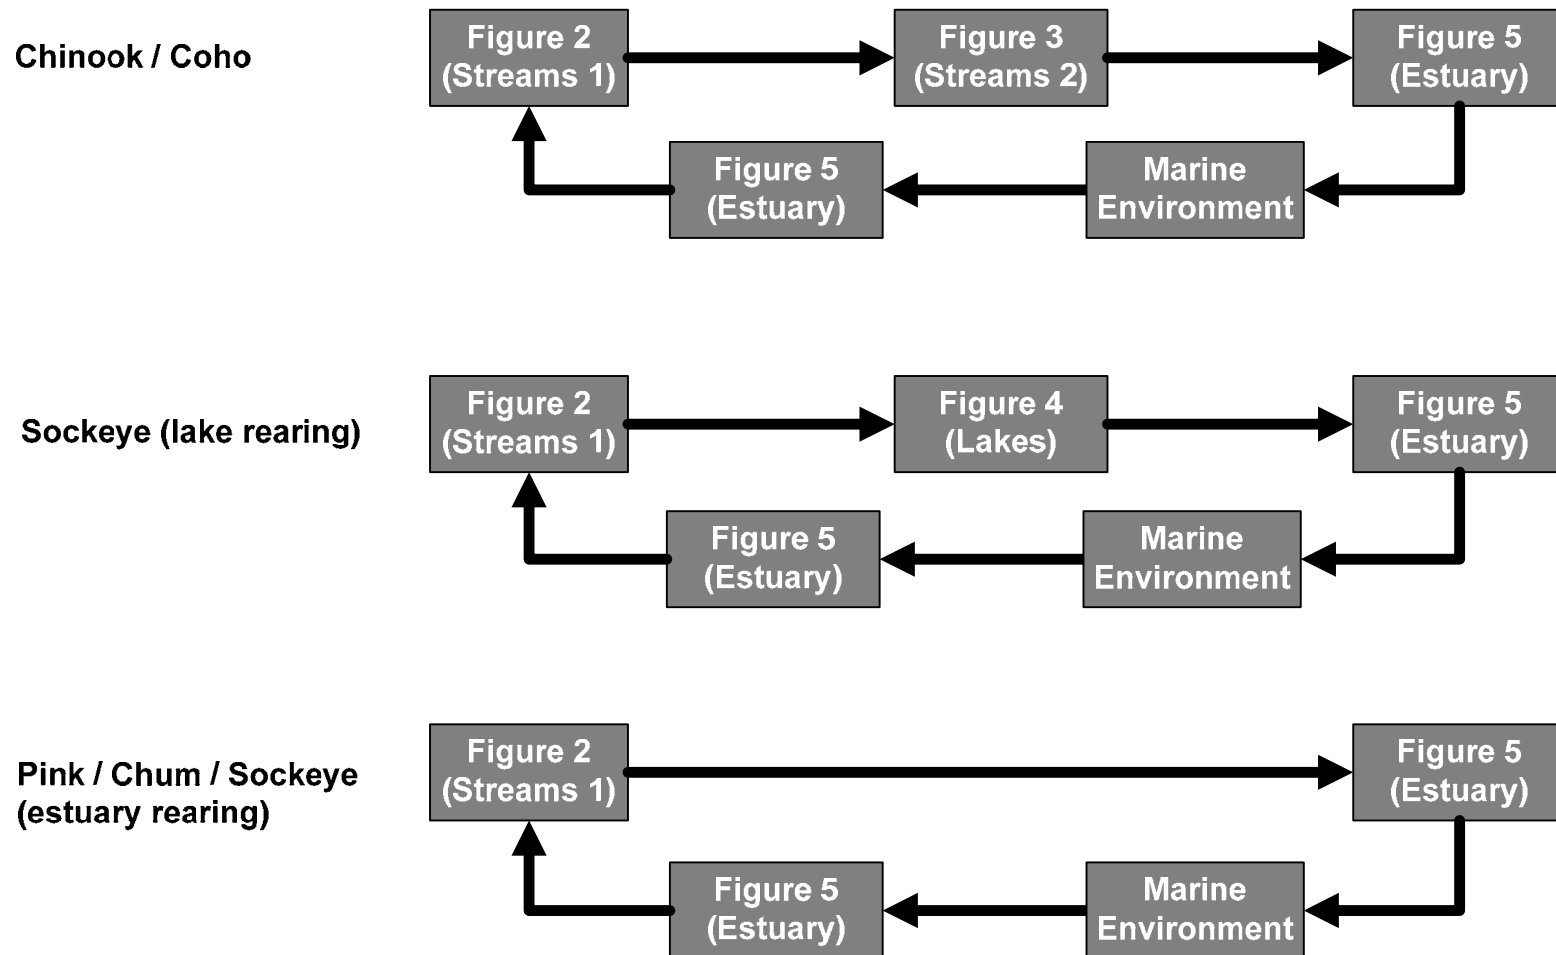 Chinook / Coho
Figure 2
(Streams 1)
Figure 3
(Streams 2)
Figure 5
(Estuary)
Figure 5
(Estuary)
Marine
Environment
Sockeye (lake rearing)
Figure 2
(Streams 1)
Figure 4
(Lakes)
Figure 5
(Estuary)
Figure 5
(Estuary)
Marine
Environment
Pink / Chum / Sockeye
(estuary rearing)
Figure 2
(Streams 1)
Figure 5
(Estuary)
Figure 5
(Estuary)
Marine
Environment